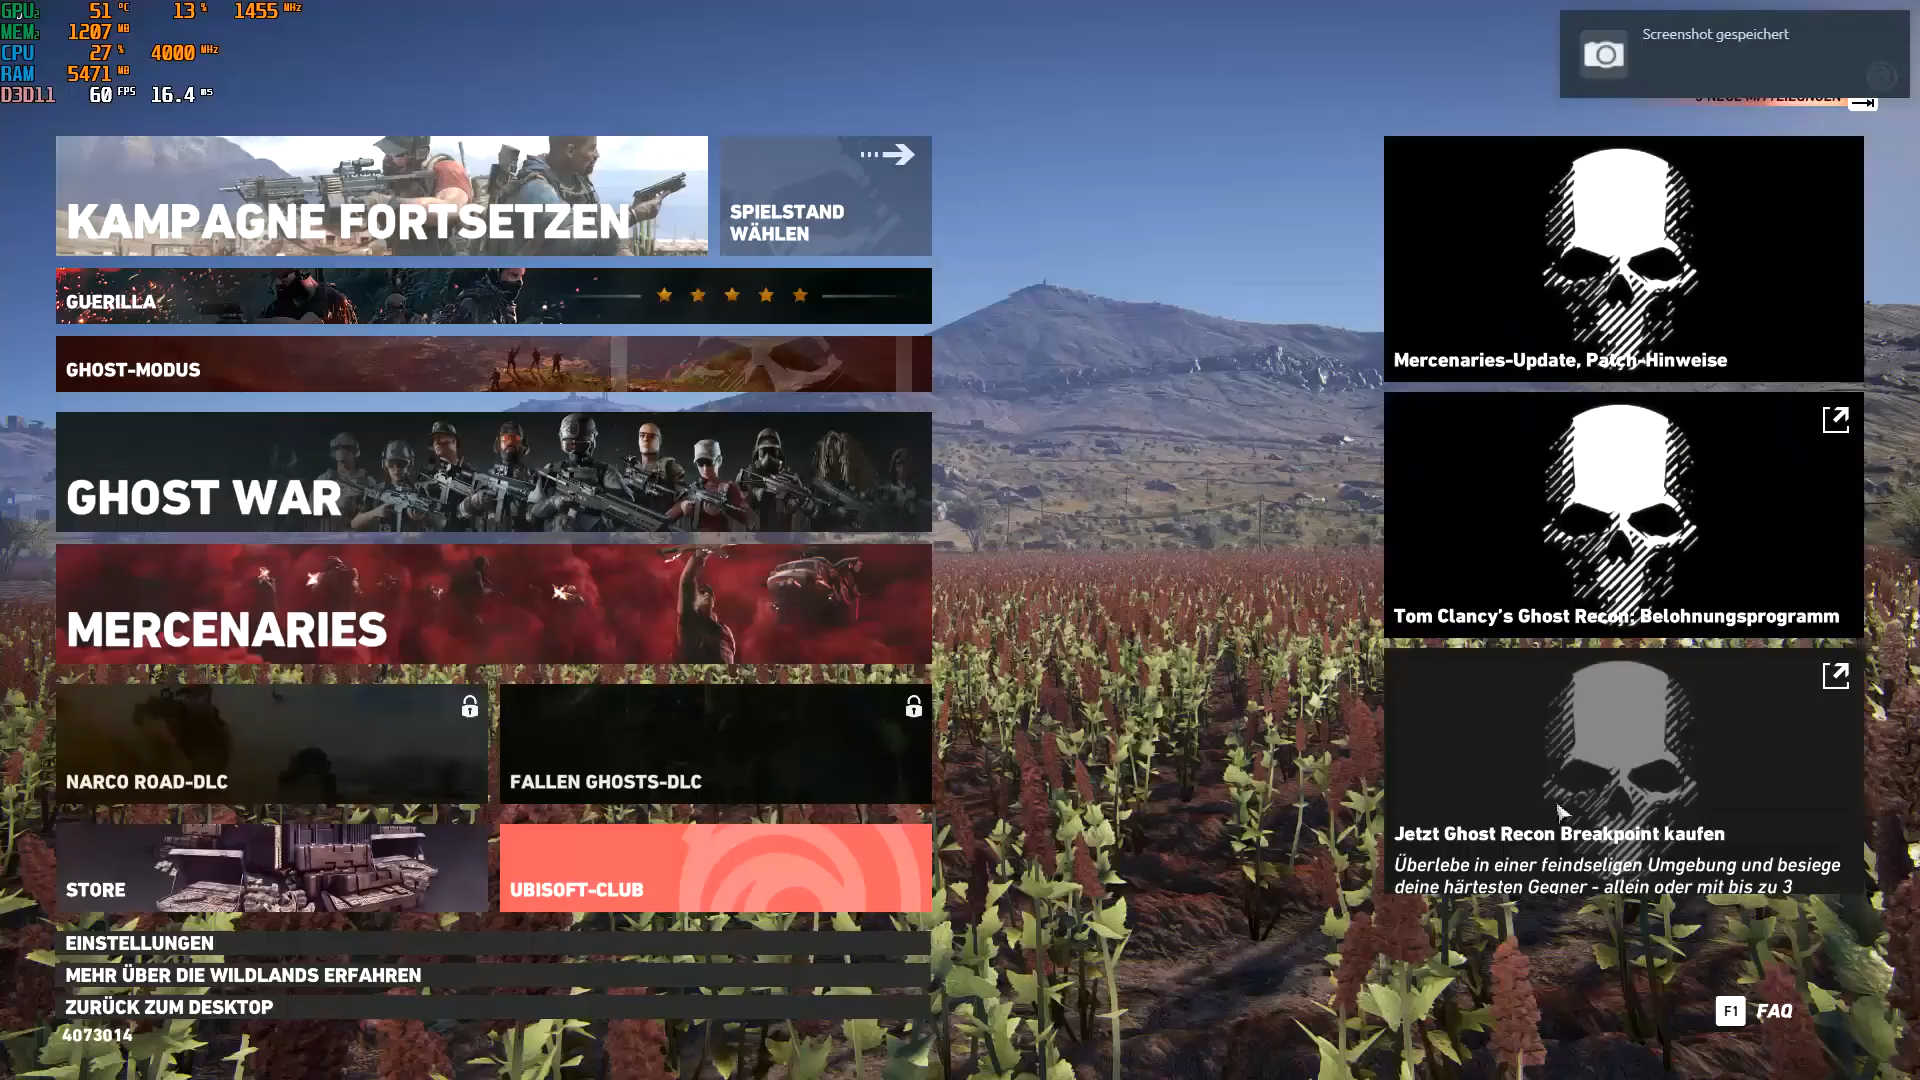 GPU2 51 °C 13 % 1455 MHz
MEM2 1207 MB
CPU 27 % 4000 MHz
RAM 5471 MB
D3D11 60 FPS 16.4 ms
Screenshot gespeichert
KAMPAGNE FORTSETZEN
SPIELSTAND
WÄHLEN
GUERILLA
GHOST-MODUS
GHOST WAR
MERCENARIES
NARCO ROAD-DLC
FALLEN GHOSTS-DLC
STORE
UBISOFT-CLUB
EINSTELLUNGEN
MEHR ÜBER DIE WILDLANDS ERFAHREN
ZURÜCK ZUM DESKTOP
4073014
Mercenaries-Update, Patch-Hinweise
Tom Clancy’s Ghost Recon: Belohnungsprogramm
Jetzt Ghost Recon Breakpoint kaufen
Überlebe in einer feindseligen Umgebung und besiege
deine härtesten Gegner - allein oder mit bis zu 3
F1 FAQ